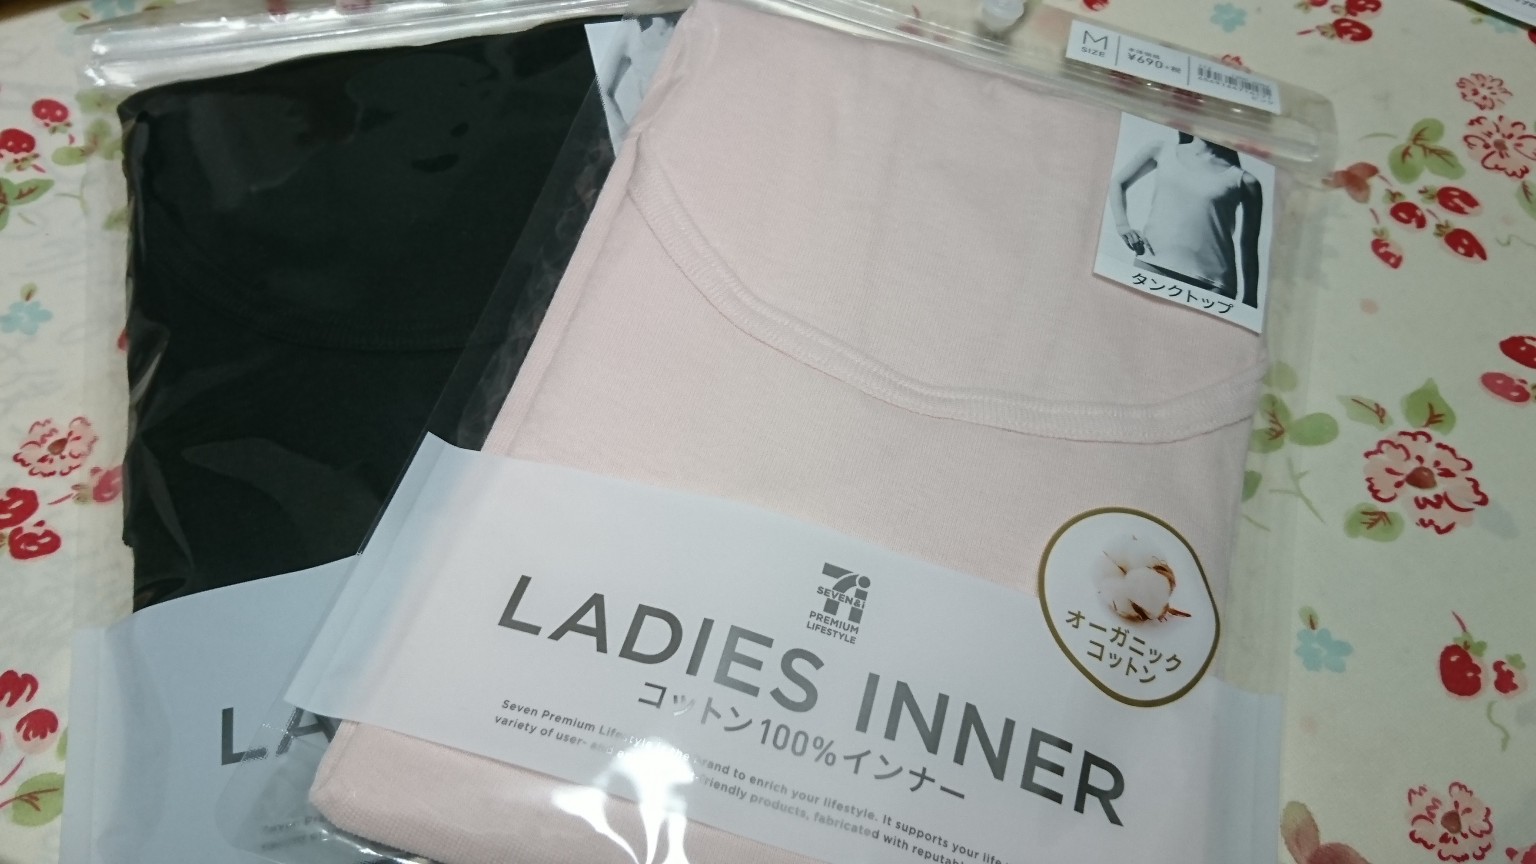 M
SIZE
¥690+税
タンクトップ
SEVEN&i
PREMIUM
LIFESTYLE
オーガニック
コットン
LADIES INNER
コットン100%インナー
Seven Premium Lifestyle brand to enrich your lifestyle. It supports your life
variety of user- friendly products, fabricated with
LA